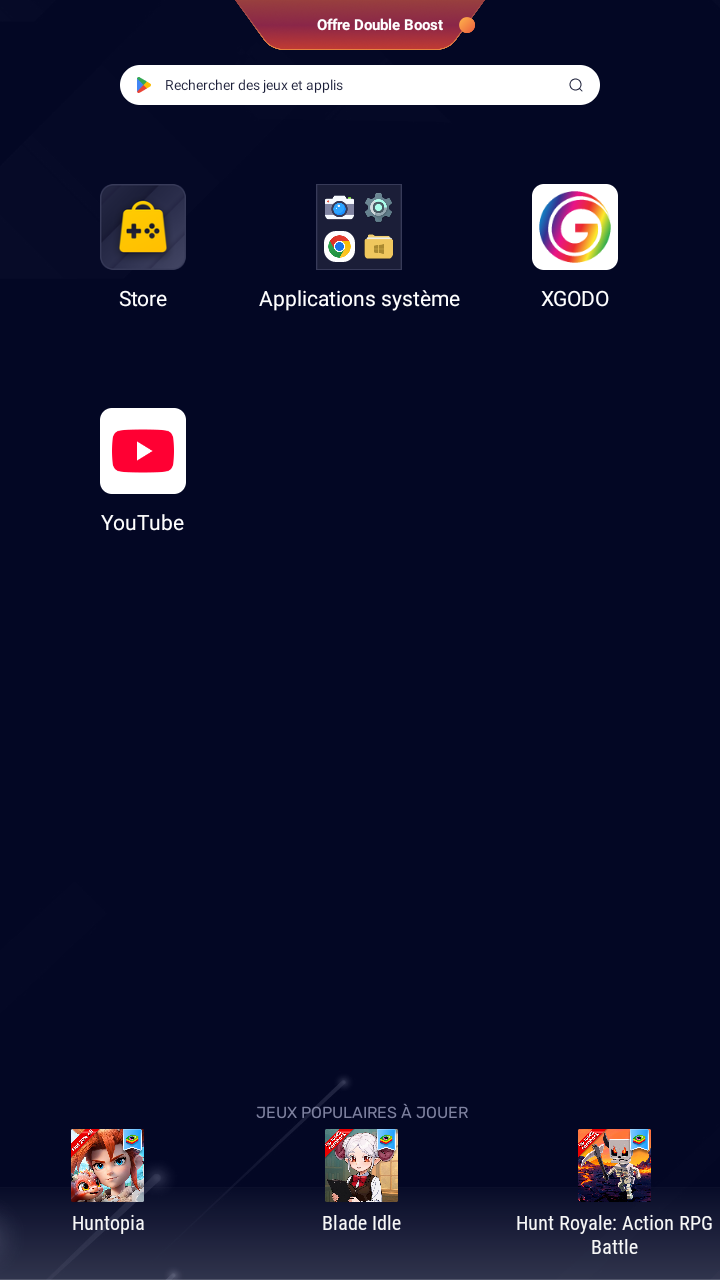 Offre Double Boost
Rechercher des jeux et applis
Store
Applications système
XGODO
YouTube
JEUX POPULAIRES À JOUER
Huntopia
Blade Idle
Hunt Royale: Action RPG
Battle